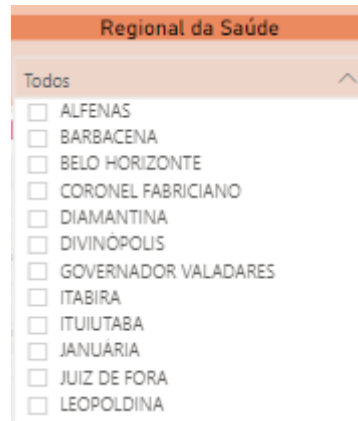 Regional da Saúde
Todos
ALFENAS
BARBACENA
BELO HORIZONTE
CORONEL FABRICIANO
DIAMANTINA
DIVINÓPOLIS
GOVERNADOR VALADARES
ITABIRA
ITUIUTABA
JANUÁRIA
JUIZ DE FORA
LEOPOLDINA